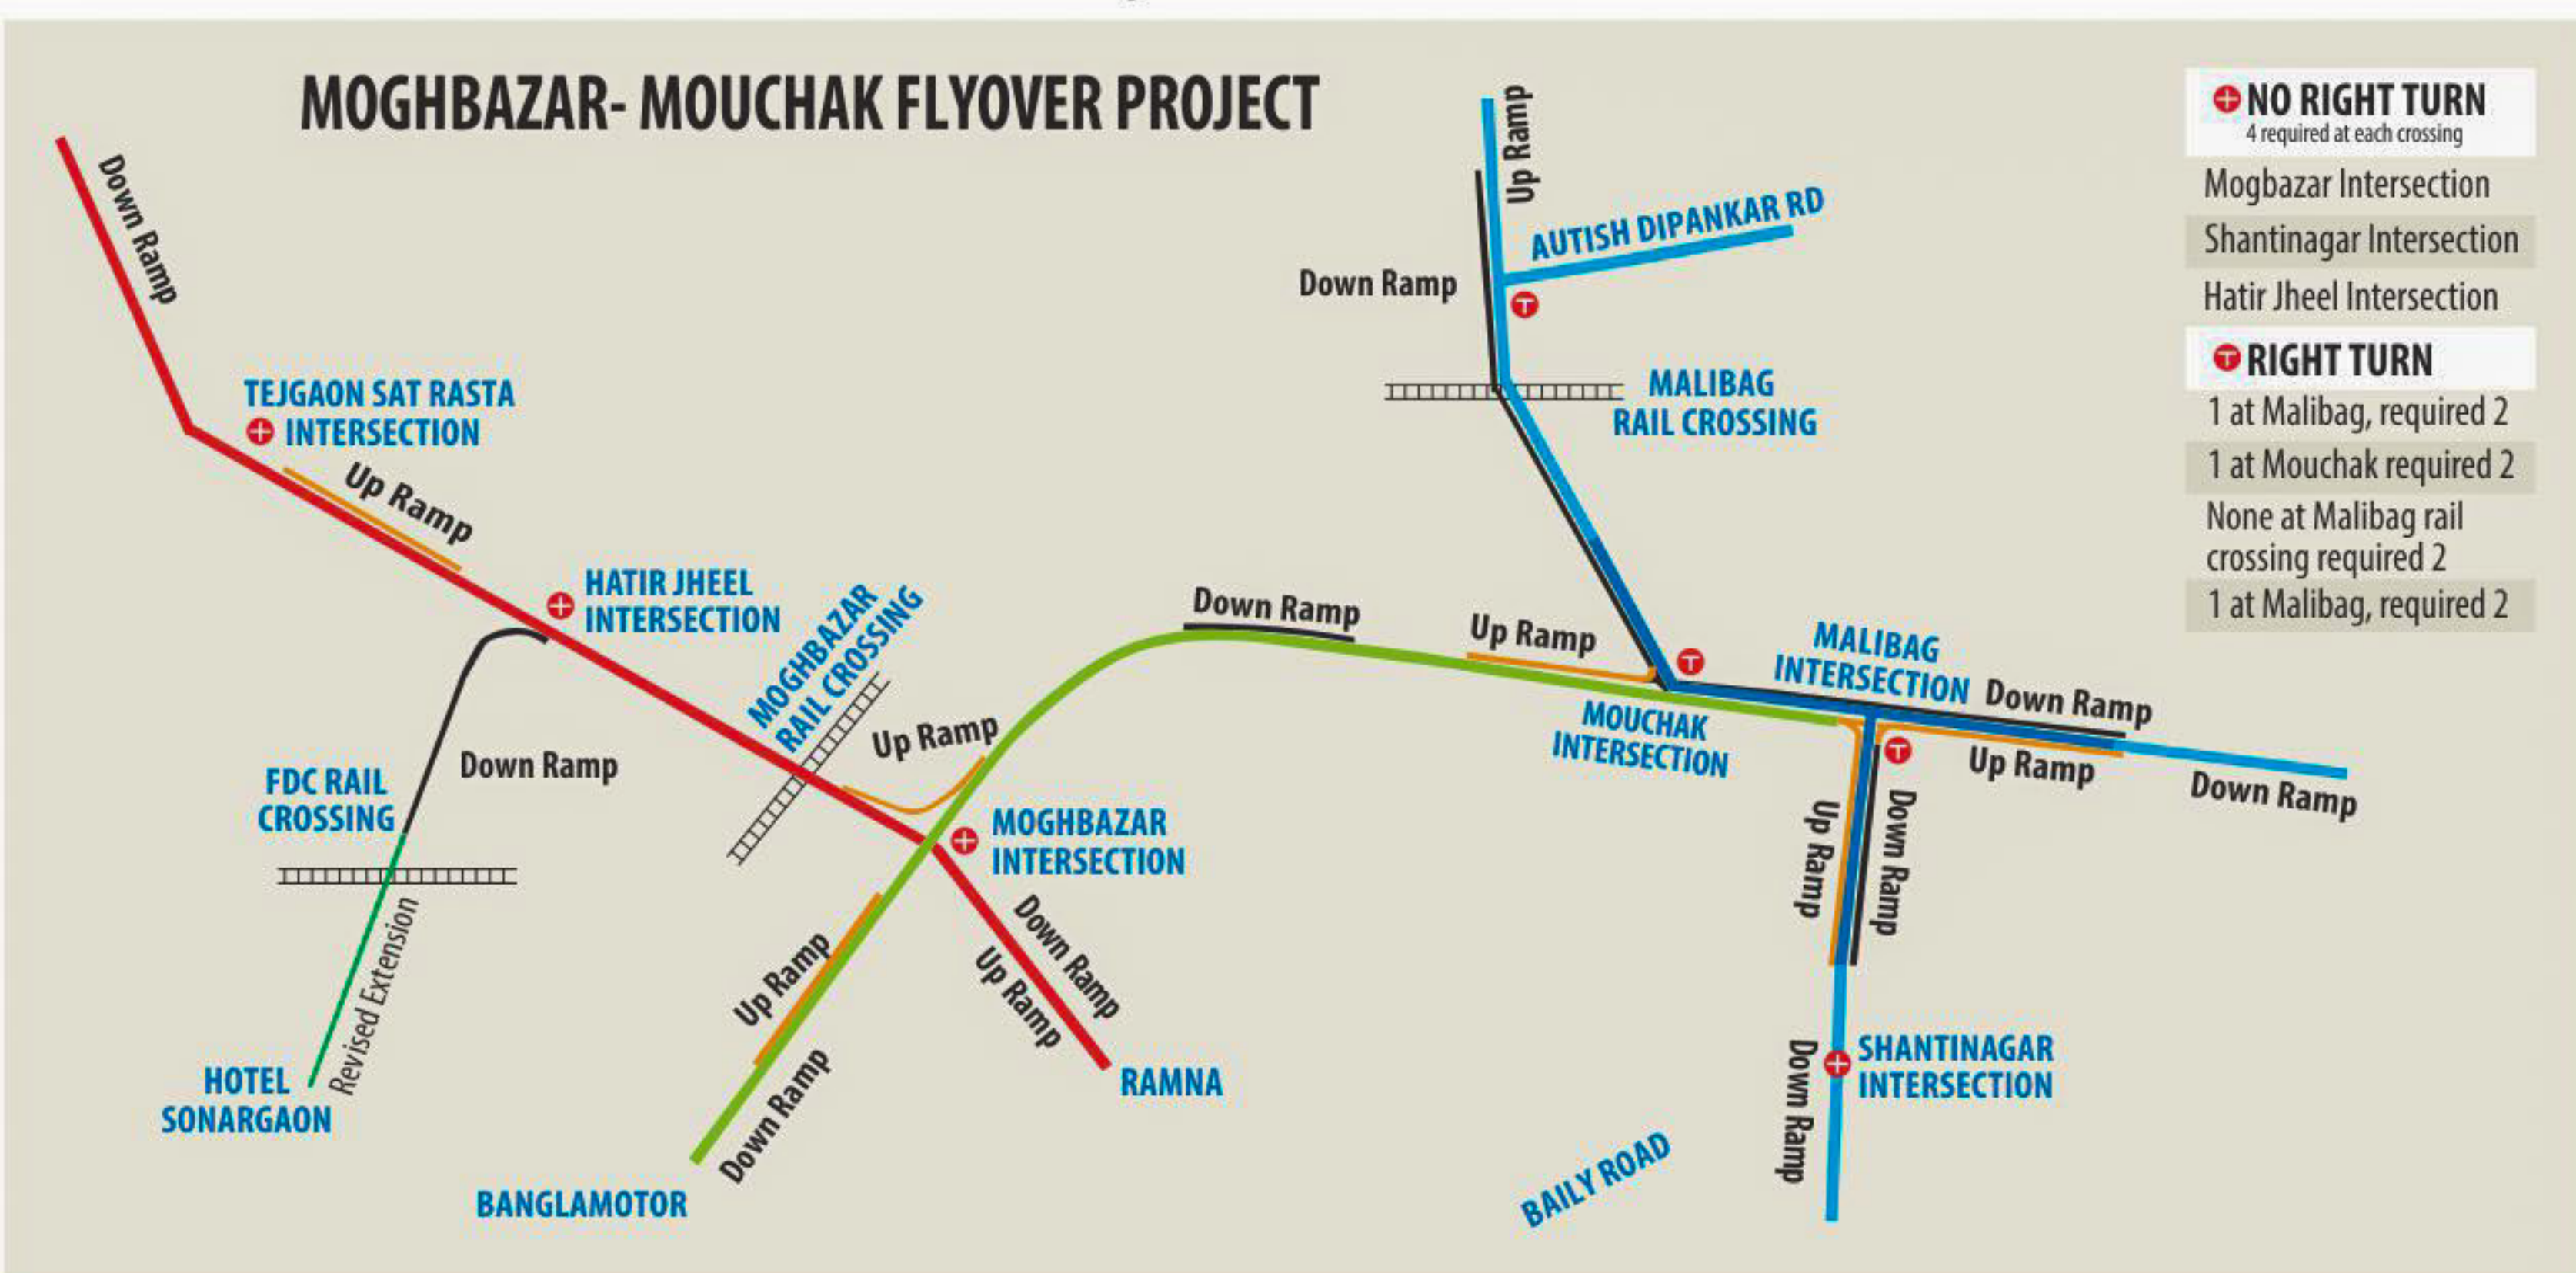 MOGHBAZAR- MOUCHAK FLYOVER PROJECT
Down Ramp
TEJGAON SAT RASTA
INTERSECTION
Up Ramp
HATIR JHEEL
INTERSECTION
MOGHBAZAR
RAIL CROSSING
Up Ramp
FDC RAIL
CROSSING
Down Ramp
Revised Extension
HOTEL
SONARGAON
MOGHBAZAR
INTERSECTION
Down Ramp
Up Ramp
RAMNA
Up Ramp
Down Ramp
BANGLAMOTOR
Down Ramp
Up Ramp
Up Ramp
AUTISH DIPANKAR RD
Down Ramp
MALIBAG
RAIL CROSSING
MALIBAG
INTERSECTION
Down Ramp
MOUCHAK
INTERSECTION
Up Ramp
Down Ramp
Up Ramp
Down Ramp
SHANTINAGAR
INTERSECTION
Down Ramp
BAILY ROAD
NO RIGHT TURN
4 required at each crossing
Mogbazar Intersection
Shantinagar Intersection
Hatir Jheel Intersection
RIGHT TURN
1 at Malibag, required 2
1 at Mouchak required 2
None at Malibag rail
crossing required 2
1 at Malibag, required 2